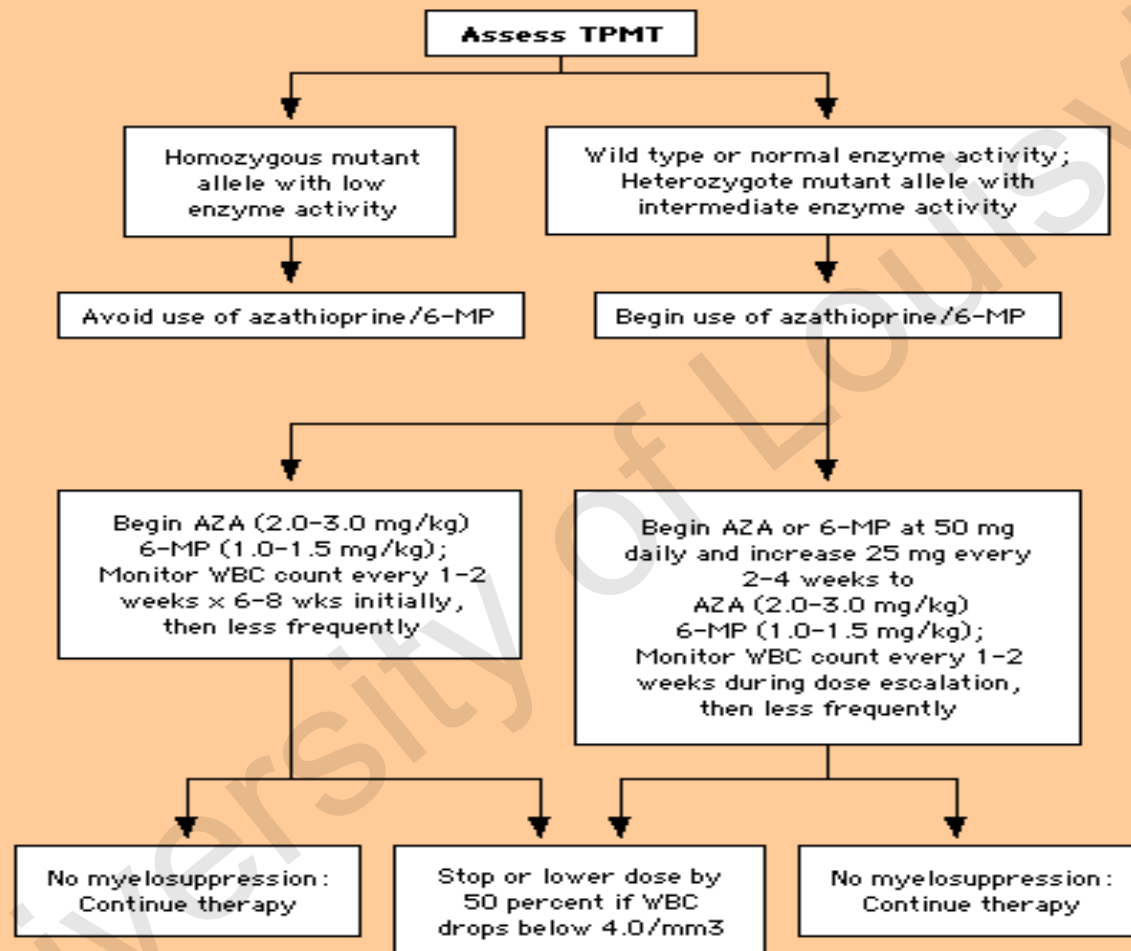 Assess TPMT
Homozygous mutant
allele with low
enzyme activity
Wild type or normal enzyme activity;
Heterozygote mutant allele with
intermediate enzyme activity
Avoid use of azathioprine/6-MP
Begin use of azathioprine/6-MP
Begin AZA (2.0-3.0 mg/kg)
6-MP (1.0-1.5 mg/kg);
Monitor WBC count every 1-2
weeks x 6-8 wks initially,
then less frequently
Begin AZA or 6-MP at 50 mg
daily and increase 25 mg every
2-4 weeks to
AZA (2.0-3.0 mg/kg)
6-MP (1.0-1.5 mg/kg);
Monitor WBC count every 1-2
weeks during dose escalation,
then less frequently
No myelosuppression:
Continue therapy
Stop or lower dose by
50 percent if WBC
drops below 4.0/mm3
No myelosuppression:
Continue therapy
versity of Louisv